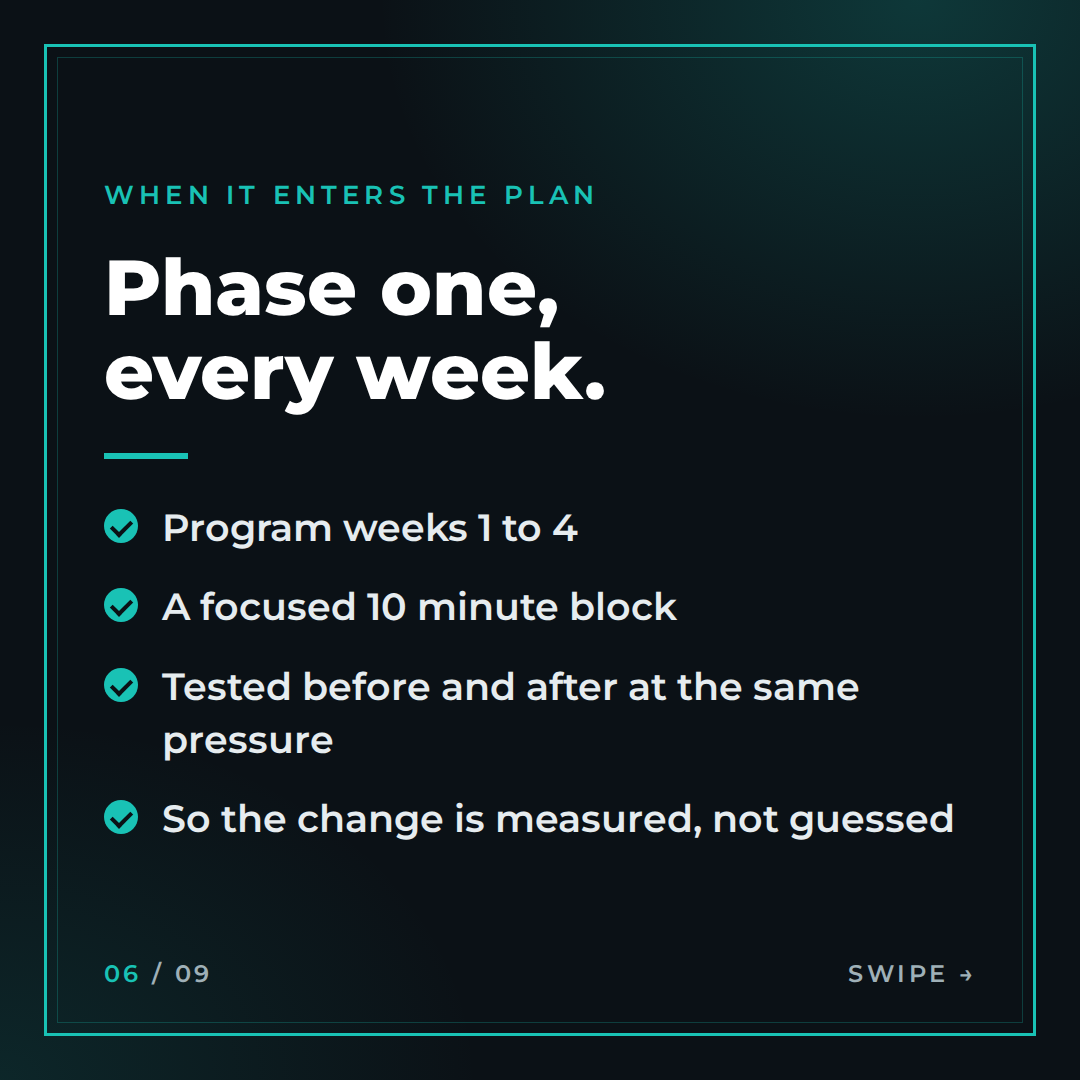 WHEN IT ENTERS THE PLAN
Phase one,
every week.
Program weeks 1 to 4
A focused 10 minute block
Tested before and after at the same
pressure
So the change is measured, not guessed
06 / 09
SWIPE →